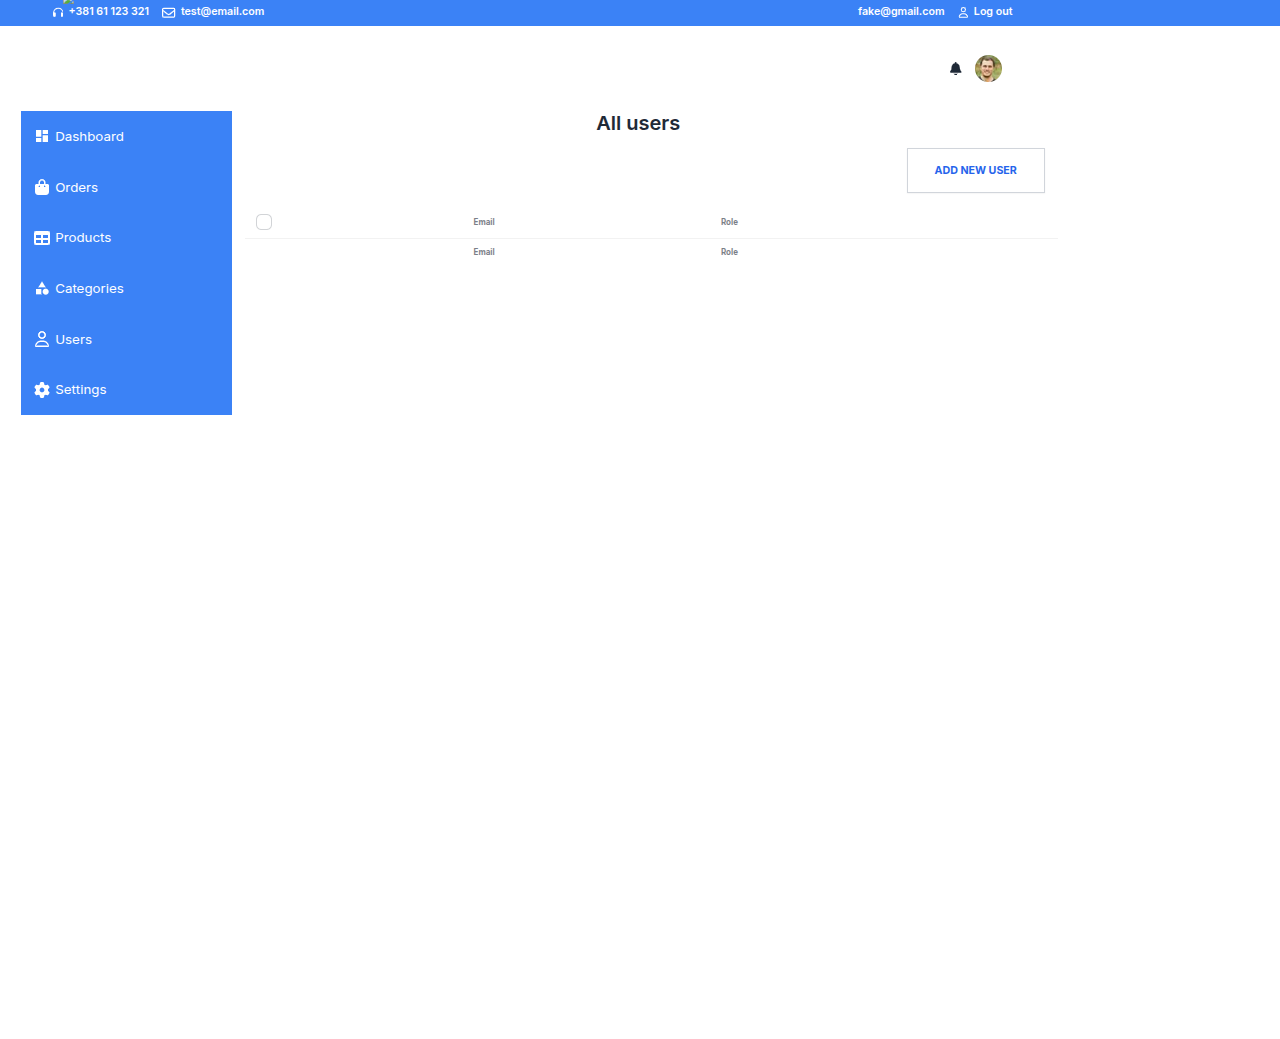 +381 61 123 321 test@email.com fake@gmail.com Log out
All users
ADD NEW USER
Dashboard
Orders
Products
Categories
Users
Settings
Email Role
Email Role